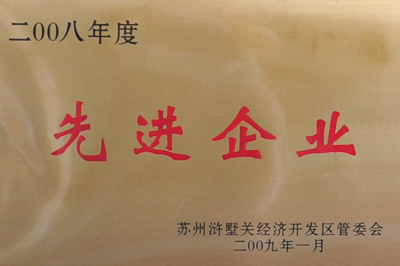 二00八年度
先进企业
苏州浒墅关经济开发区管委会
二00九年一月